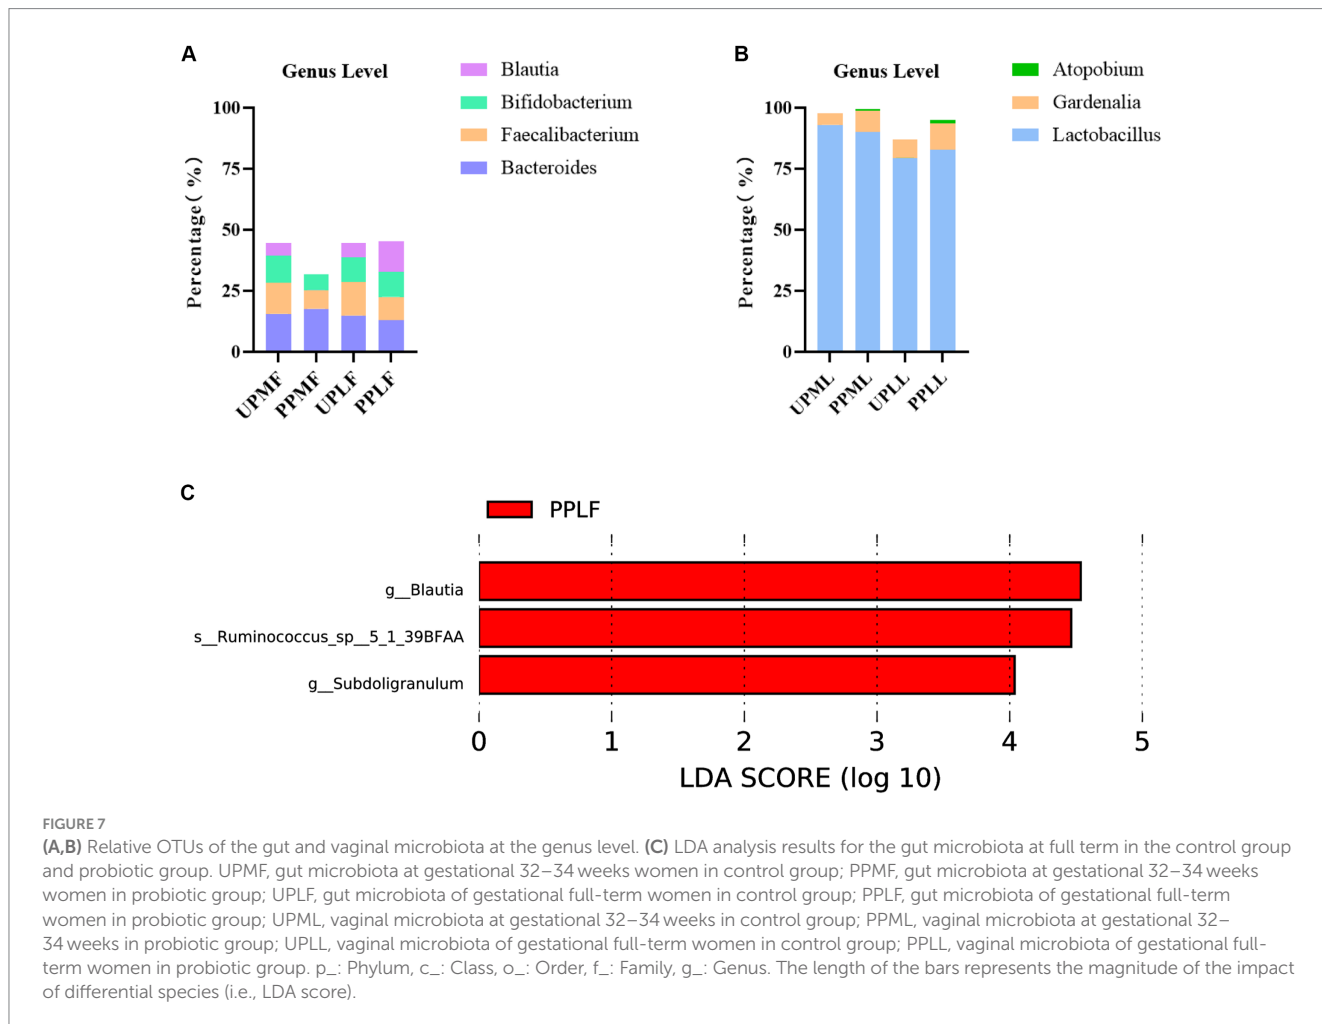 A
Genus Level
Blautia
Bifidobacterium
Faecalibacterium
Bacteroides
Percentage( %)
100
75
50
25
0
UPMF
PPMF
UPLF
PPLF
B
Genus Level
Atopobium
Gardenalia
Lactobacillus
Percentage( %)
100
75
50
25
0
UPML
PPML
UPLL
PPLL
C
PPLF
g__Blautia
s__Ruminococcus_sp__5_1_39BFAA
g__Subdoligranulum
0 1 2 3 4 5
LDA SCORE (log 10)
FIGURE 7
(A,B) Relative OTUs of the gut and vaginal microbiota at the genus level. (C) LDA analysis results for the gut microbiota at full term in the control group
and probiotic group. UPMF, gut microbiota at gestational 32–34 weeks women in control group; PPMF, gut microbiota at gestational 32–34 weeks
women in probiotic group; UPLF, gut microbiota of gestational full-term women in control group; PPLF, gut microbiota of gestational full-term
women in probiotic group; UPML, vaginal microbiota at gestational 32–34 weeks in control group; PPML, vaginal microbiota at gestational 32–
34 weeks in probiotic group; UPLL, vaginal microbiota of gestational full-term women in control group; PPLL, vaginal microbiota of gestational full-
term women in probiotic group. p_: Phylum, c_: Class, o_: Order, f_: Family, g_: Genus. The length of the bars represents the magnitude of the impact
of differential species (i.e., LDA score).